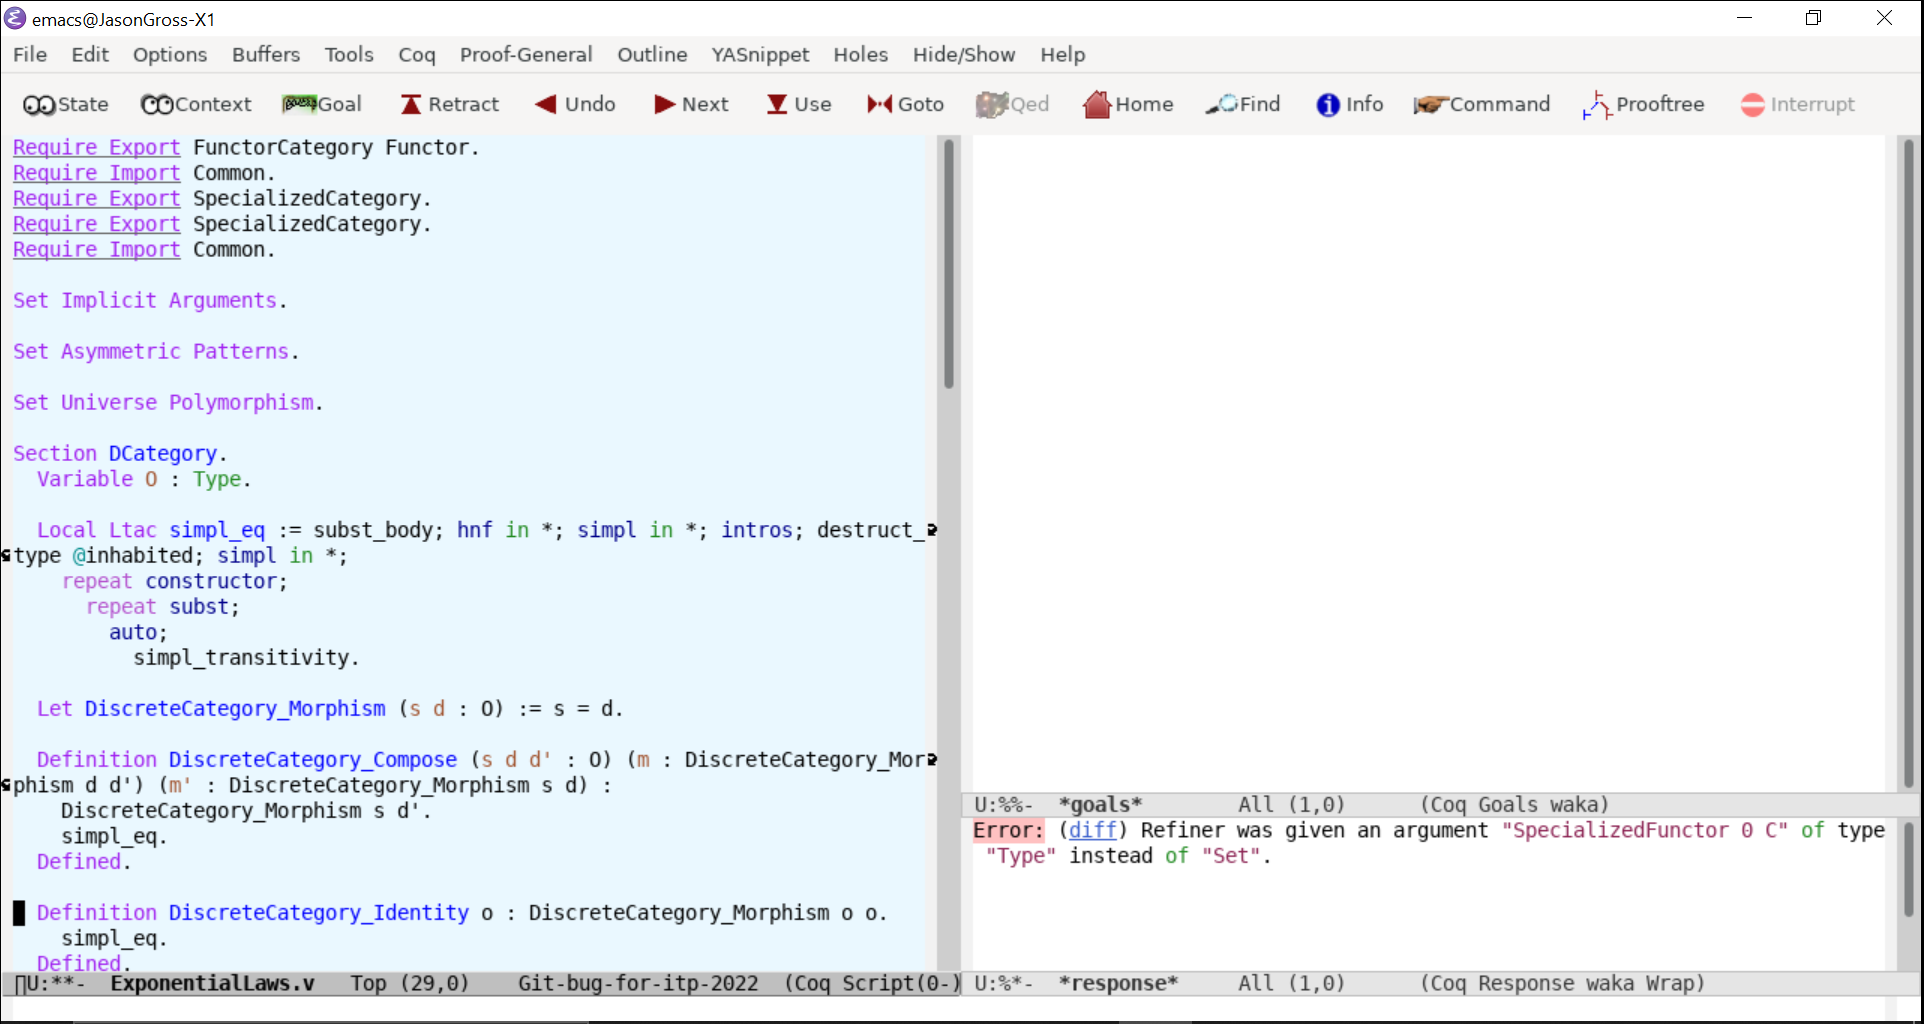 emacs@JasonGross-X1
File Edit Options Buffers Tools Coq Proof-General Outline YASnippet Holes Hide/Show Help
State Context Goal Retract Undo Next Use Goto Qed Home Find Info Command Prooftree Interrupt
Require Export FunctorCategory Functor.
Require Import Common.
Require Export SpecializedCategory.
Require Export SpecializedCategory.
Require Import Common.
Set Implicit Arguments.
Set Asymmetric Patterns.
Set Universe Polymorphism.
Section DCategory.
Variable O : Type.
Local Ltac simpl_eq := subst_body; hnf in *; simpl in *; intros; destruct_
type @inhabited; simpl in *;
repeat constructor;
repeat subst;
auto;
simpl_transitivity.
Let DiscreteCategory_Morphism (s d : O) := s = d.
Definition DiscreteCategory_Compose (s d d' : O) (m : DiscreteCategory_Mor
phism d d') (m' : DiscreteCategory_Morphism s d) :
DiscreteCategory_Morphism s d'.
simpl_eq.
Defined.
Definition DiscreteCategory_Identity o : DiscreteCategory_Morphism o o.
simpl_eq.
Defined.
U:**- ExponentialLaws.v Top (29,0) Git-bug-for-itp-2022 (Coq Script(0-)
U:%%- *goals* All (1,0) (Coq Goals waka)
Error: (diff) Refiner was given an argument "SpecializedFunctor 0 C" of type
"Type" instead of "Set".
U:%*- *response* All (1,0) (Coq Response waka Wrap)